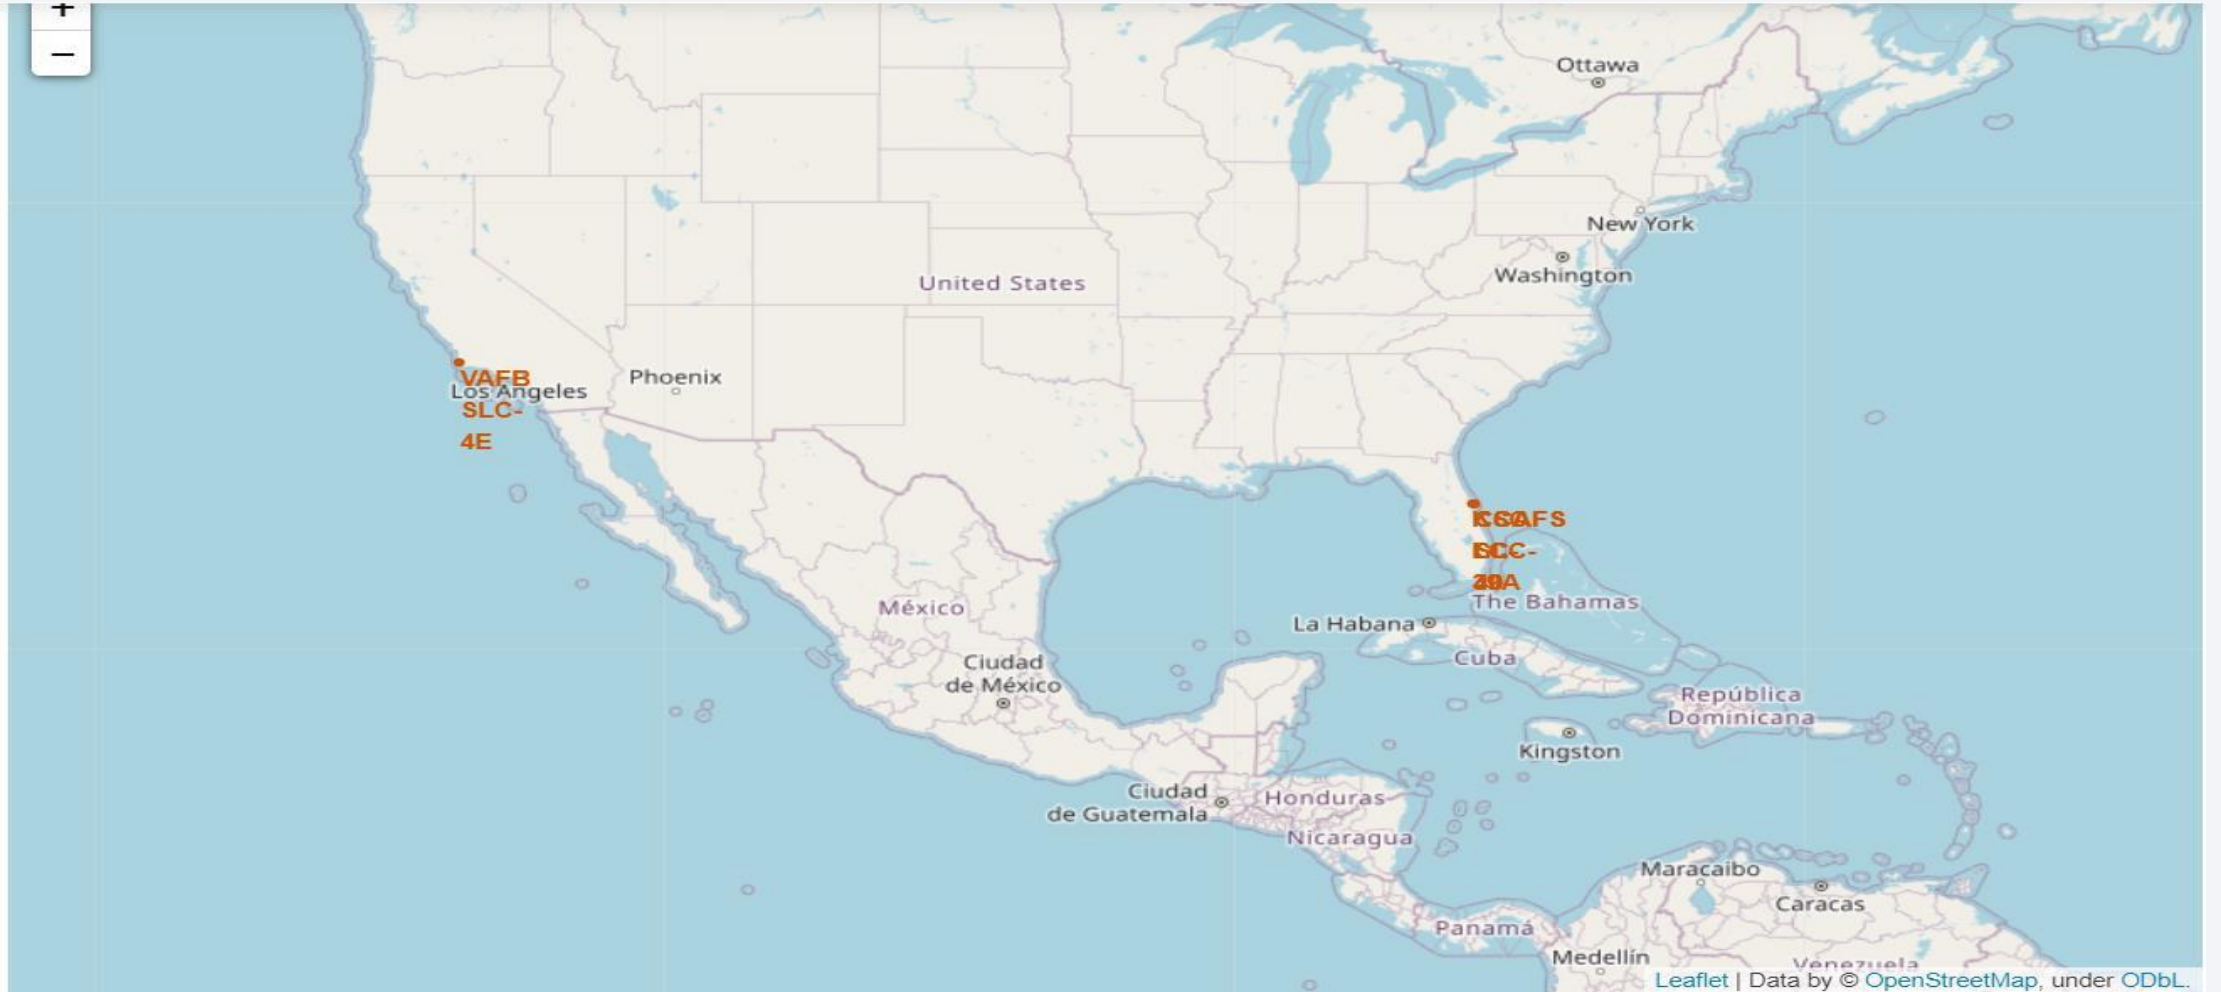 +
−
Ottawa
New York
Washington
United States
Phoenix
VAFB
Los Angeles
SLC-
4E
México
The Bahamas
La Habana
Cuba
Ciudad
de México
República
Dominicana
Kingston
Ciudad
de Guatemala
Honduras
Nicaragua
Maracaibo
Caracas
Panamá
Medellín
Venezuela
Leaflet | Data by © OpenStreetMap, under ODbL.